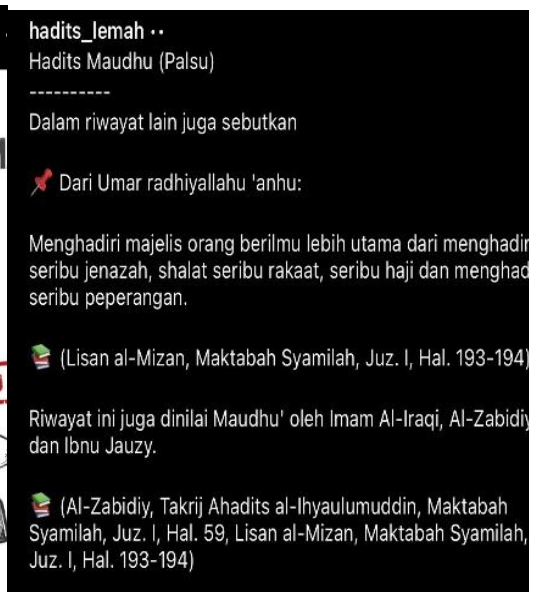 hadits_lemah ••
Hadits Maudhu (Palsu)
----------
Dalam riwayat lain juga sebutkan
📌 Dari Umar radhiyallahu 'anhu:
Menghadiri majelis orang berilmu lebih utama dari menghadir
seribu jenazah, shalat seribu rakaat, seribu haji dan menghad
seribu peperangan.
📚 (Lisan al-Mizan, Maktabah Syamilah, Juz. I, Hal. 193-194)
Riwayat ini juga dinilai Maudhu' oleh Imam Al-Iraqi, Al-Zabidiy
dan Ibnu Jauzy.
📚 (Al-Zabidiy, Takrij Ahadits al-Ihyaulumuddin, Maktabah
Syamilah, Juz. I, Hal. 59, Lisan al-Mizan, Maktabah Syamilah,
Juz. I, Hal. 193-194)